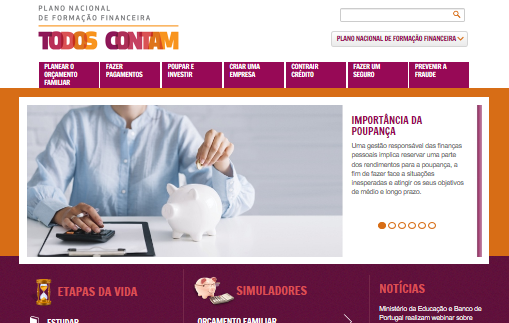 PLANO NACIONAL
DE FORMAÇÃO FINANCEIRA
TODOS CONTAM
PLANO NACIONAL DE FORMAÇÃO FINANCEIRA
PLANEAR O
ORÇAMENTO
FAMILIAR
FAZER
PAGAMENTOS
POUPAR E
INVESTIR
CRIAR UMA
EMPRESA
CONTRAIR
CRÉDITO
FAZER UM
SEGURO
PREVENIR A
FRAUDE
IMPORTÂNCIA DA
POUPANÇA
Uma gestão responsável das finanças
pessoais implica reservar uma parte
dos rendimentos para a poupança, a
fim de fazer face a situações
inesperadas e atingir os seus objetivos
de médio e longo prazo.
ETAPAS DA VIDA
SIMULADORES
NOTÍCIAS
ESTUDAR
ORÇAMENTO FAMILIAR
Ministério da Educação e Banco de
Portugal realizam webinar sobre